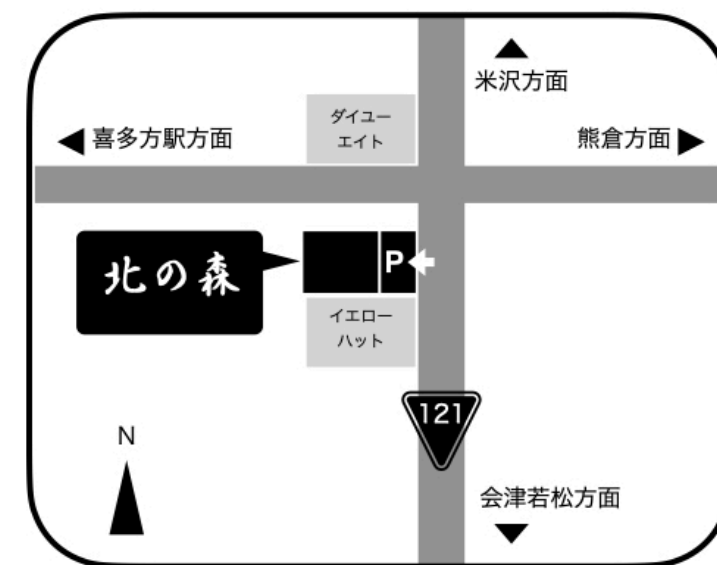 米沢方面
ダイユー
エイト
喜多方駅方面
熊倉方面
北の森
P
イエロー
ハット
121
N
会津若松方面